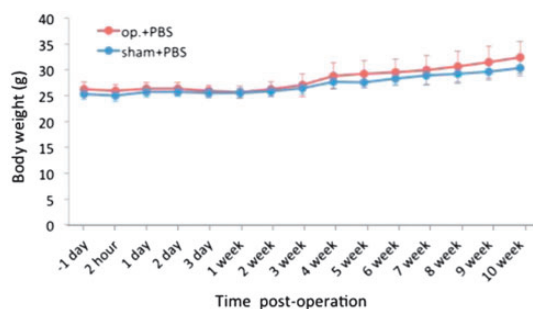 40
35
30
25
20
15
10
5
0
Body weight (g)
op.+PBS
sham+PBS
-1 day
2 hour
1 day
2 day
3 day
1 week
2 week
3 week
4 week
5 week
6 week
7 week
8 week
9 week
10 week
Time post-operation